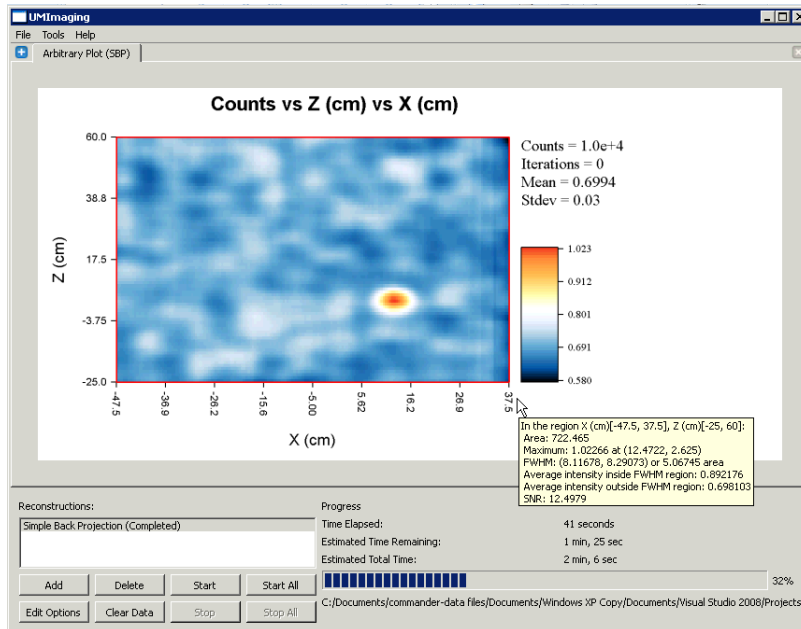 UMImaging
File Tools Help
Arbitrary Plot (SBP)
Counts vs Z (cm) vs X (cm)
60.0
38.8
17.5
-3.75
-25.0
Z (cm)
-47.5
-36.9
-26.2
-15.6
-5.00
5.62
16.2
26.9
37.5
X (cm)
Counts = 1.0e+4
Iterations = 0
Mean = 0.6994
Stdev = 0.03
1.023
0.912
0.801
0.691
0.580
In the region X (cm)[-47.5, 37.5], Z (cm)[-25, 60]:
Area: 722.465
Maximum: 1.02266 at (12.4722, 2.625)
FWHM: (8.11678, 8.29073) or 5.06745 area
Average intensity inside FWHM region: 0.892176
Average intensity outside FWHM region: 0.698103
SNR: 12.4979
Reconstructions:
Simple Back Projection (Completed)
Add Delete Start Start All
Edit Options Clear Data Stop Stop All
Progress
Time Elapsed: 41 seconds
Estimated Time Remaining: 1 min, 25 sec
Estimated Total Time: 2 min, 6 sec
32%
C:/Documents/commander-data files/Documents/Windows XP Copy/Documents/Visual Studio 2008/Projects